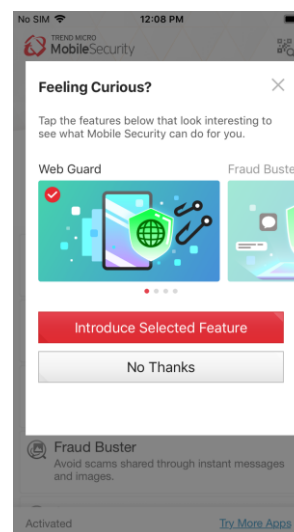 No SIM 12:08 PM
TREND MICRO
MobileSecurity
Feeling Curious?
Tap the features below that look interesting to
see what Mobile Security can do for you.
Web Guard Fraud Buste
Introduce Selected Feature
No Thanks
Fraud Buster
Avoid scams shared through instant messages
and images.
Activated Try More Apps